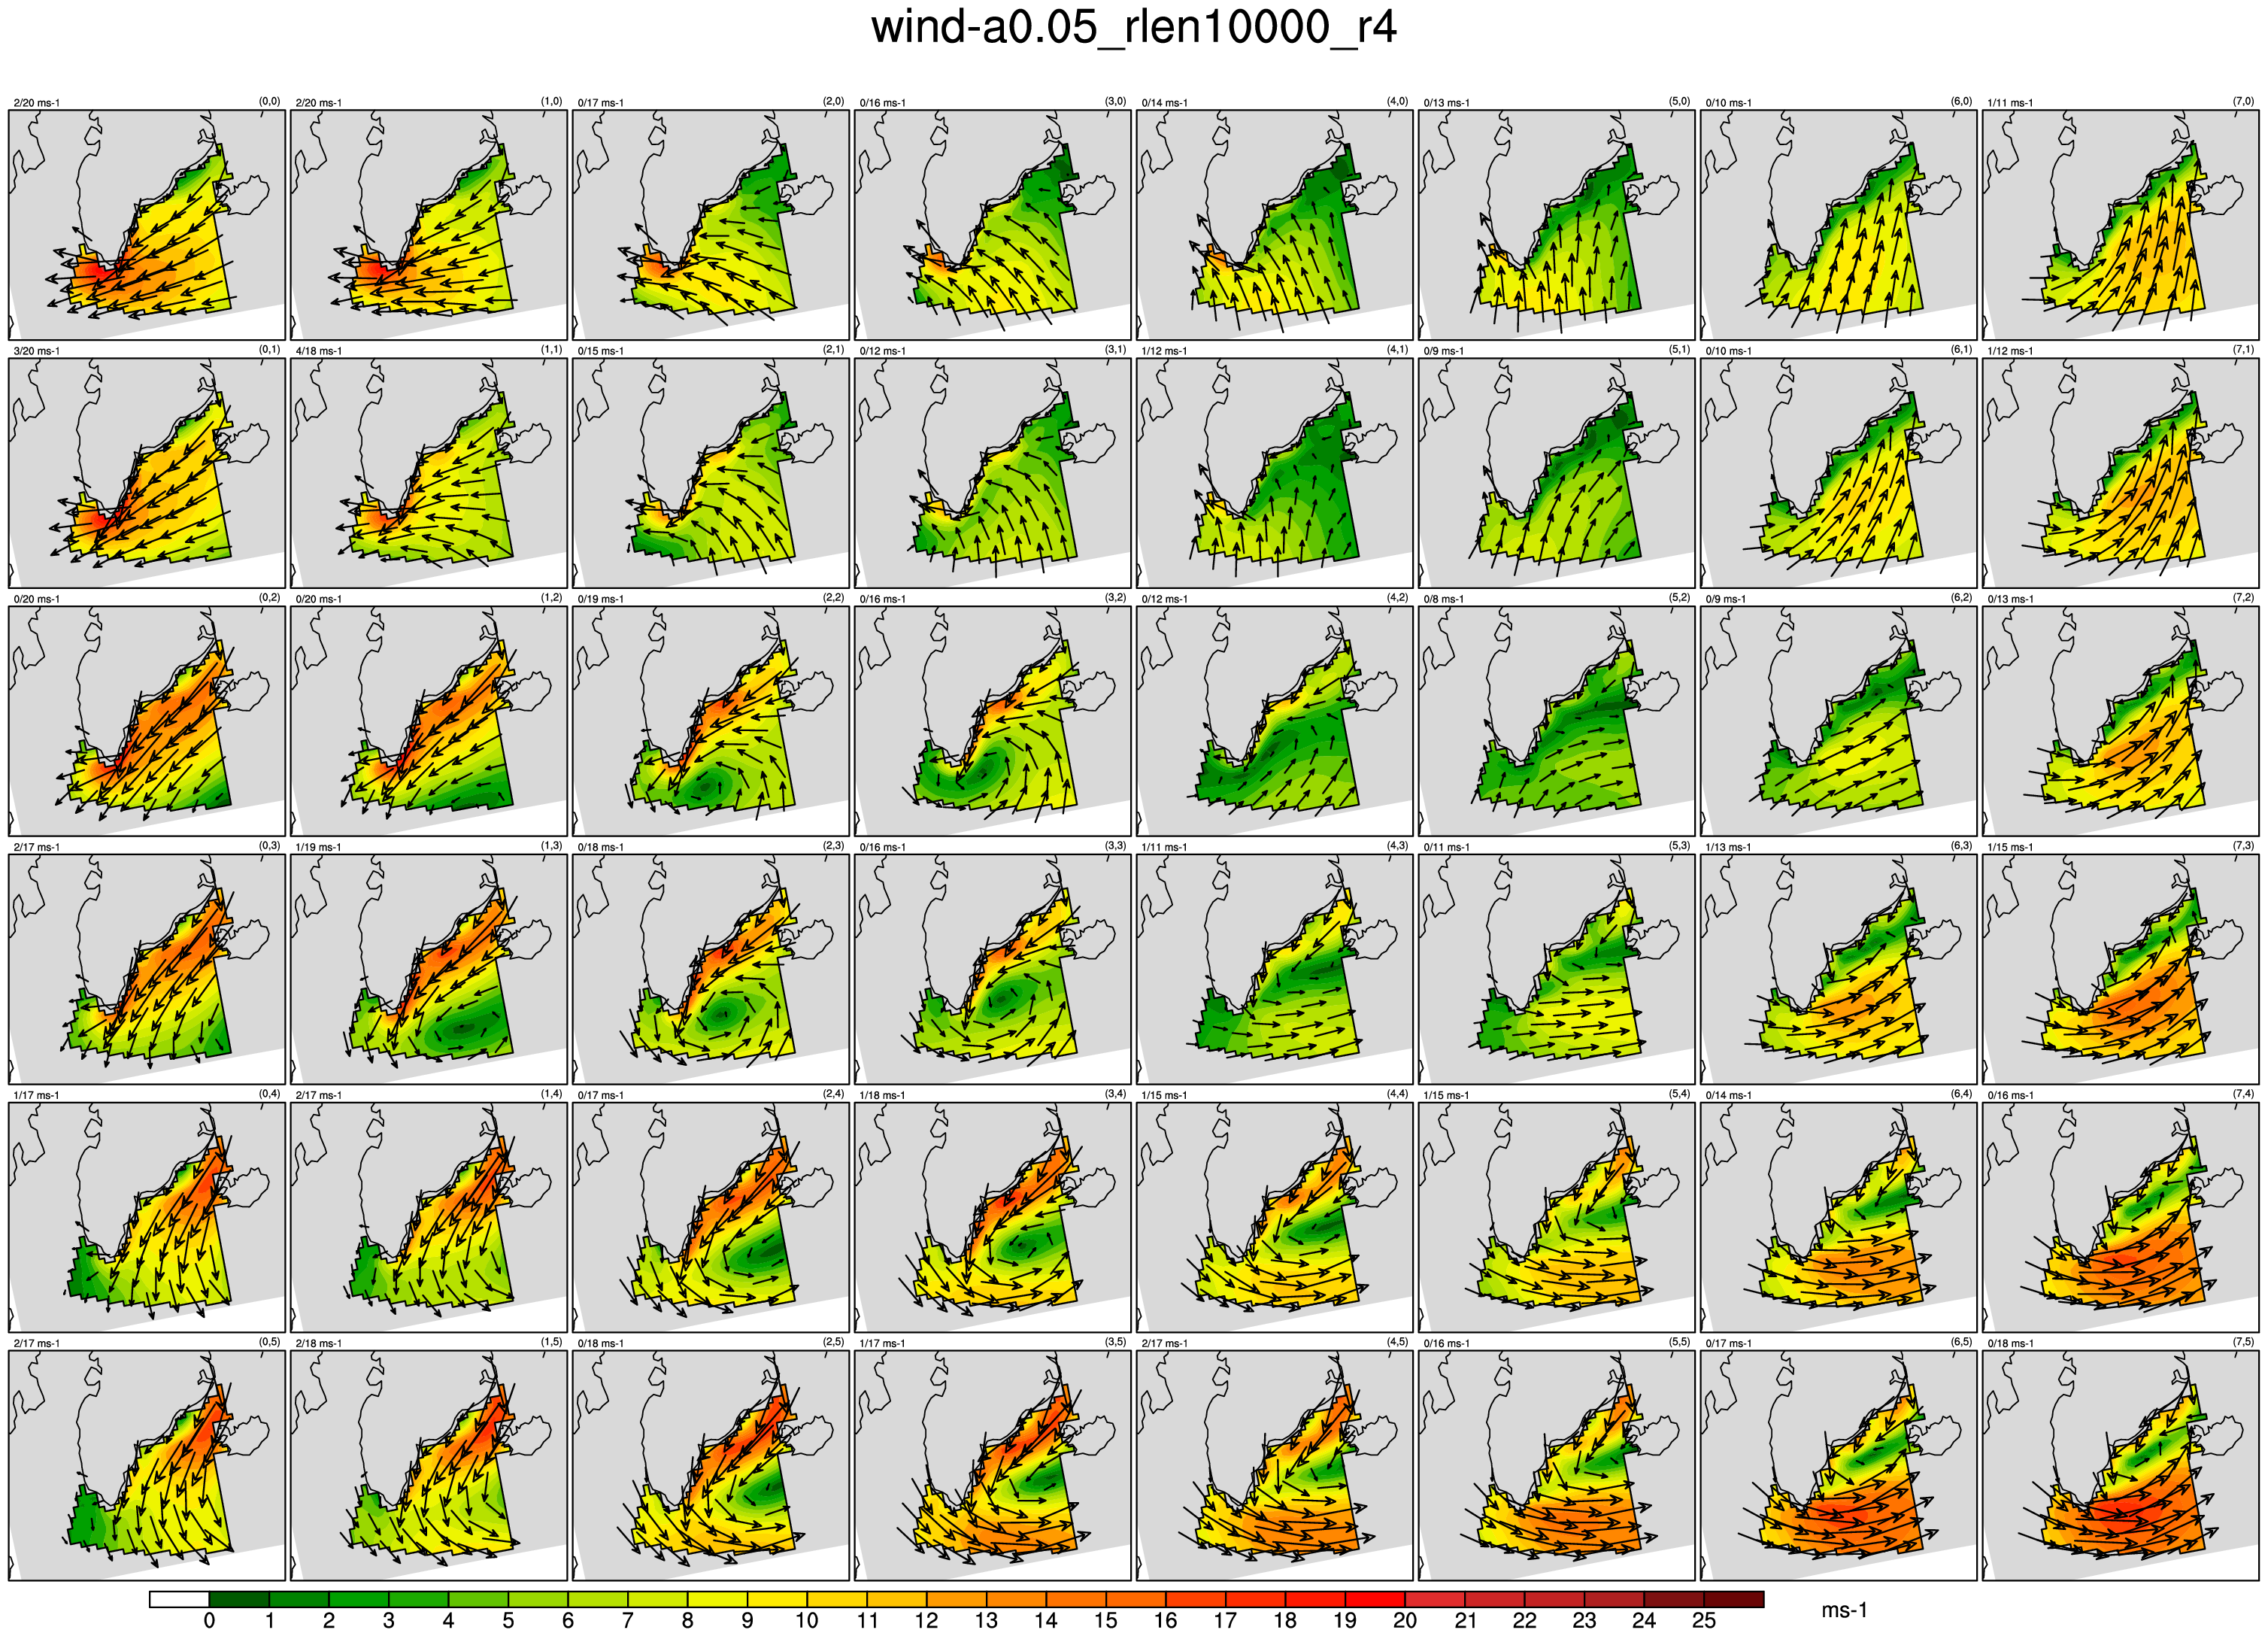 wind-a0.05_rlen10000_r4
2/20 ms-1 (0,0) 2/20 ms-1 (1,0) 0/17 ms-1 (2,0) 0/16 ms-1 (3,0) 0/14 ms-1 (4,0) 0/13 ms-1 (5,0) 0/10 ms-1 (6,0) 1/11 ms-1 (7,0)
3/20 ms-1 (0,1) 4/18 ms-1 (1,1) 0/15 ms-1 (2,1) 0/12 ms-1 (3,1) 1/12 ms-1 (4,1) 0/9 ms-1 (5,1) 0/10 ms-1 (6,1) 1/12 ms-1 (7,1)
0/20 ms-1 (0,2) 0/20 ms-1 (1,2) 0/19 ms-1 (2,2) 0/16 ms-1 (3,2) 0/12 ms-1 (4,2) 0/8 ms-1 (5,2) 0/9 ms-1 (6,2) 0/13 ms-1 (7,2)
2/17 ms-1 (0,3) 1/19 ms-1 (1,3) 0/18 ms-1 (2,3) 0/16 ms-1 (3,3) 1/11 ms-1 (4,3) 0/11 ms-1 (5,3) 1/13 ms-1 (6,3) 1/15 ms-1 (7,3)
1/17 ms-1 (0,4) 2/17 ms-1 (1,4) 0/17 ms-1 (2,4) 1/18 ms-1 (3,4) 1/15 ms-1 (4,4) 1/15 ms-1 (5,4) 0/14 ms-1 (6,4) 0/16 ms-1 (7,4)
2/17 ms-1 (0,5) 2/18 ms-1 (1,5) 0/18 ms-1 (2,5) 1/17 ms-1 (3,5) 2/17 ms-1 (4,5) 0/16 ms-1 (5,5) 0/17 ms-1 (6,5) 0/18 ms-1 (7,5)
0 1 2 3 4 5 6 7 8 9 10 11 12 13 14 15 16 17 18 19 20 21 22 23 24 25 ms-1